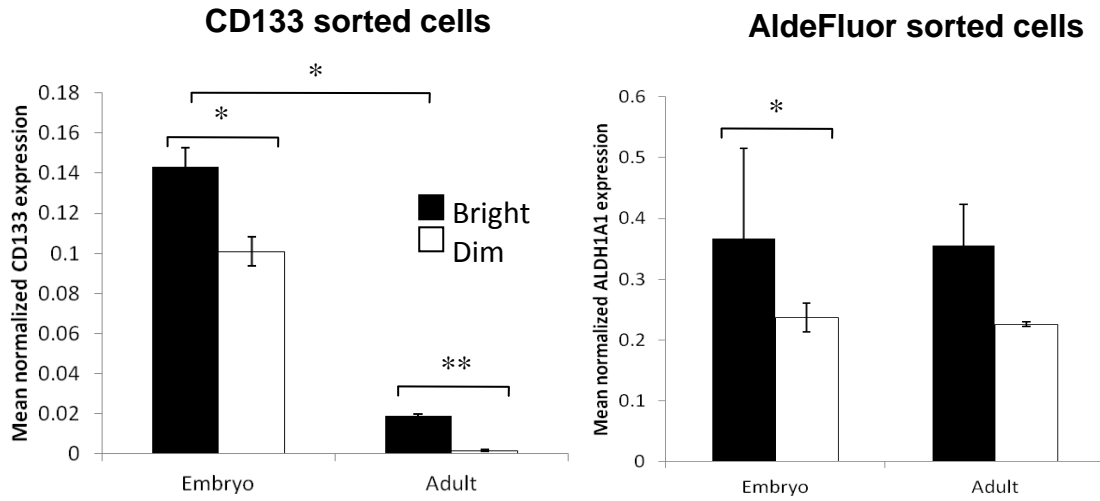 CD133 sorted cells
Mean normalized CD133 expression
0.18
0.16
0.14
0.12
0.1
0.08
0.06
0.04
0.02
0
*
*
**
Bright
Dim
Embryo
Adult
AldeFluor sorted cells
Mean normalized ALDH1A1 expression
0.6
0.5
0.4
0.3
0.2
0.1
0
*
Embryo
Adult